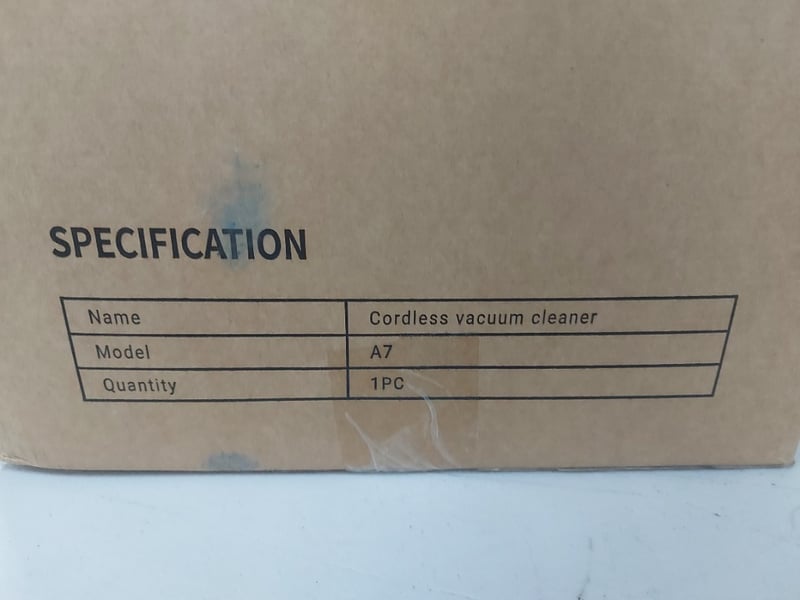 SPECIFICATION
Name Cordless vacuum cleaner
Model A7
Quantity 1PC